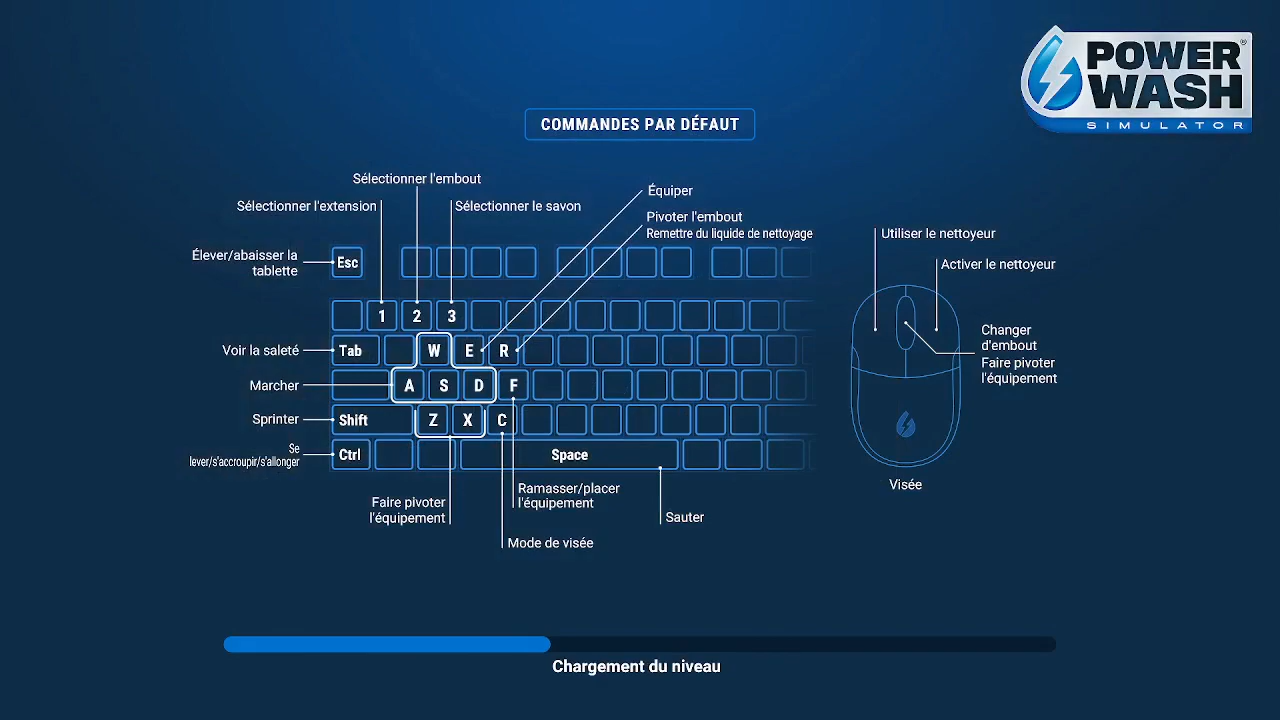 POWER
WASH
SIMULATOR
COMMANDES PAR DÉFAUT
Sélectionner l'embout
Sélectionner l'extension
Sélectionner le savon
Équiper
Pivoter l'embout
Remettre du liquide de nettoyage
Utiliser le nettoyeur
Activer le nettoyeur
Élever/abaisser la
tablette
Esc
1 2 3
Changer
d'embout
Faire pivoter
l'équipement
Voir la saleté
Tab W E R
Marcher
A S D F
Sprinter
Shift Z X C
Se
lever/s'accroupir/s'allonger
Ctrl Space
Visée
Faire pivoter
l'équipement
Ramasser/placer
l'équipement
Sauter
Mode de visée
Chargement du niveau